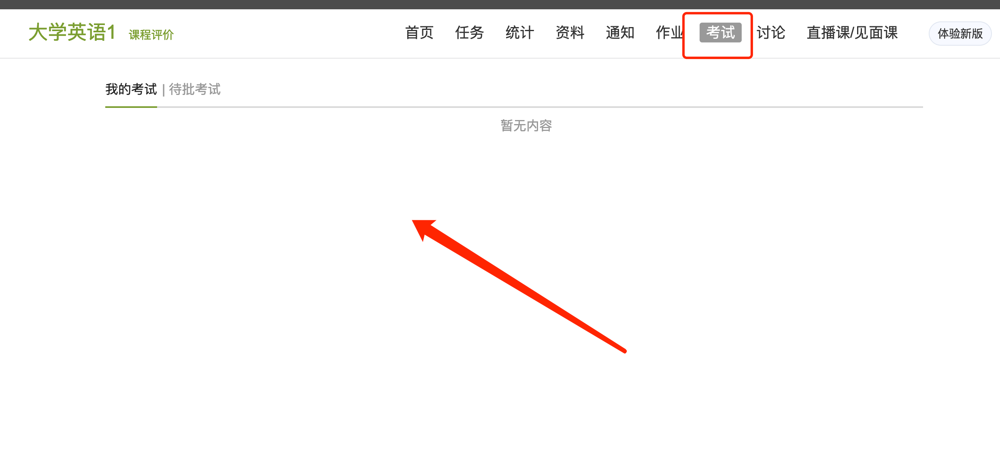 大学英语1 课程评价 首页 任务 统计 资料 通知 作业 考试 讨论 直播课/见面课 体验新版
我的考试 | 待批考试
暂无内容